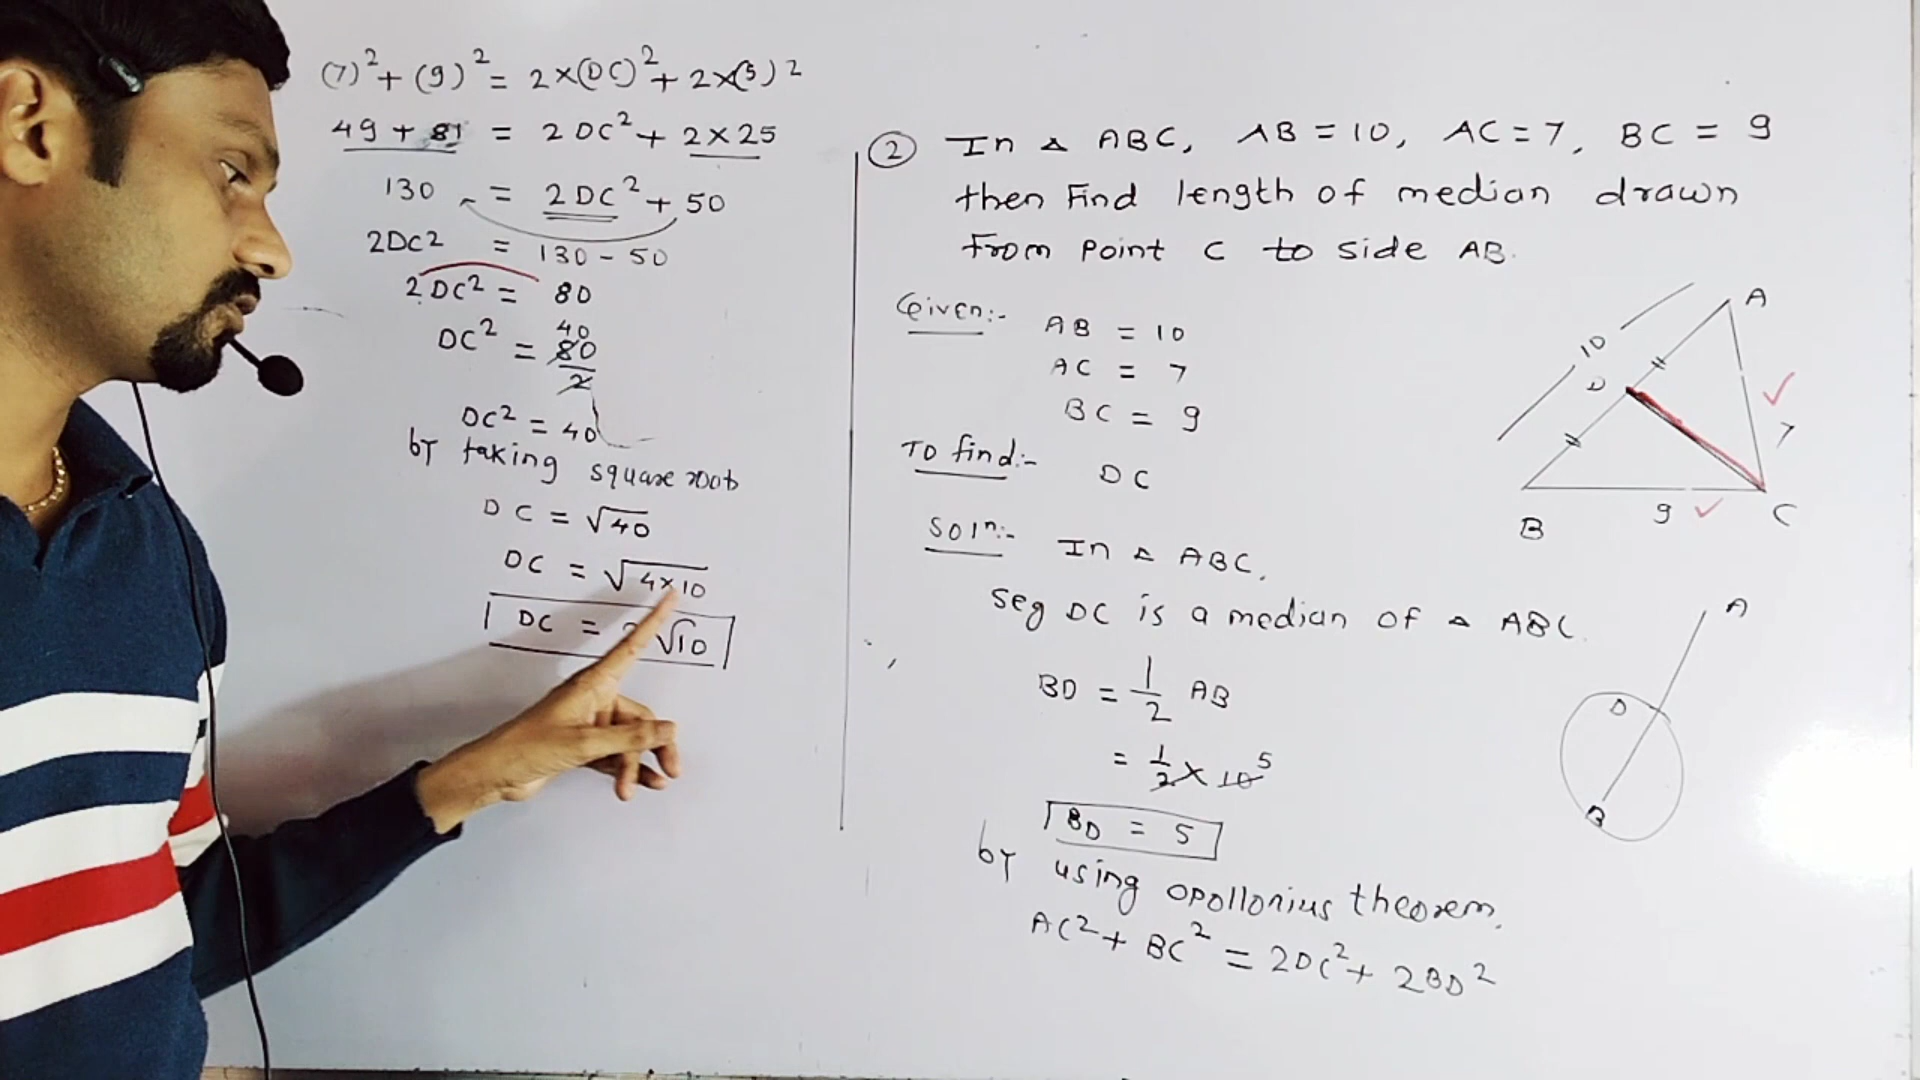 ② In △ ABC, AB = 10, AC = 7, BC = 9
then Find length of median drawn
from point C to side AB.
Given:- AB = 10
AC = 7
BC = 9
To find:- DC
Solⁿ:- In △ ABC,
seg DC is a median of △ ABC.
BD = 1/2 AB
= 1/2 × 10 5
BD = 5
by using opollonius theorem.
AC² + BC² = 2DC² + 2BD²
A
10
D
7
B
9
C
A
D
B
(7)² + (9)² = 2×(DC)² + 2×(5)²
49 + 81 = 2DC² + 2×25
130 = 2DC² + 50
2DC² = 130 - 50
2DC² = 80
40
DC² = 80/2
DC² = 40
by taking square root
DC = √40
DC = √4×10
DC = √10